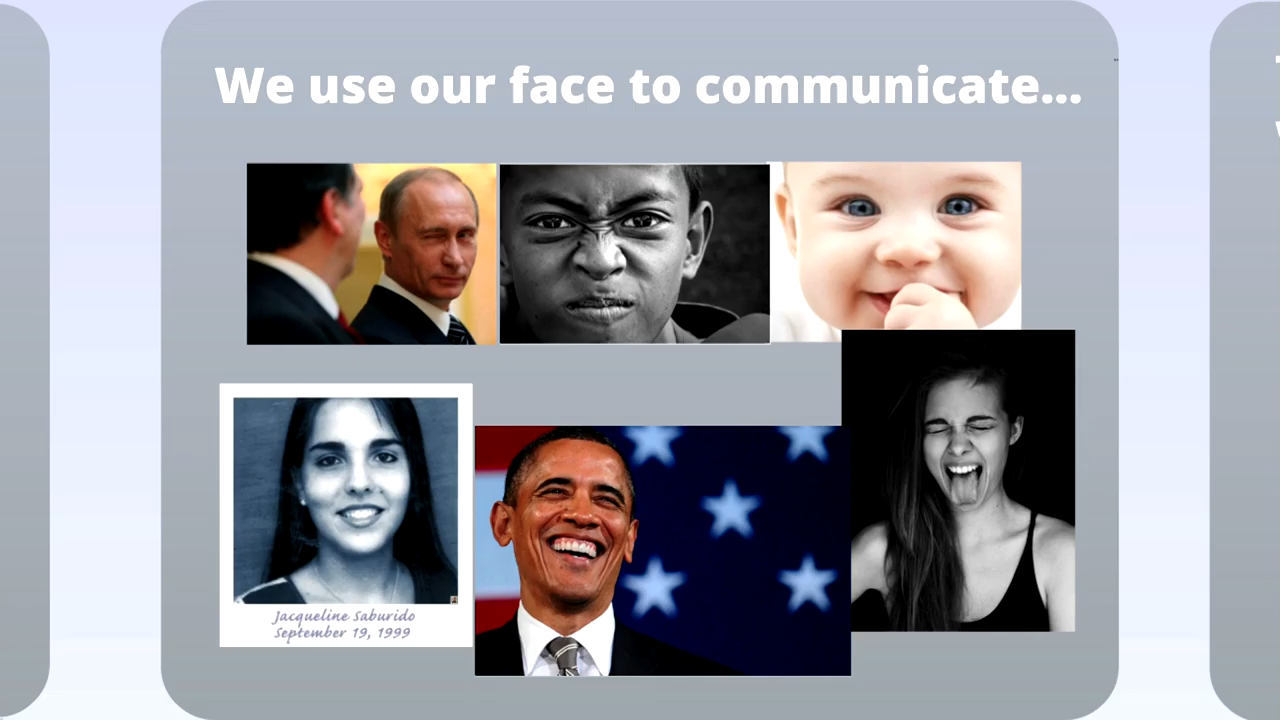 We use our face to communicate...
Jacqueline Saburido
September 19, 1999